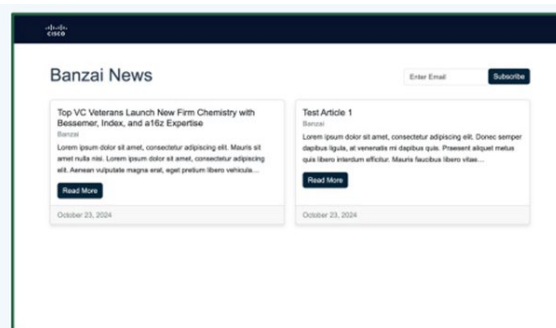 CISCO
Banzai News
Enter Email
Subscribe
Top VC Veterans Launch New Firm Chemistry with
Bessemer, Index, and a16z Expertise
Banzai
Lorem ipsum dolor sit amet, consectetur adipiscing elit. Mauris sit
amet nulla nisi. Lorem ipsum dolor sit amet, consectetur adipiscing
elit. Aenean vulputate magna erat, eget pretium libero vehicula...
Read More
October 23, 2024
Test Article 1
Banzai
Lorem ipsum dolor sit amet, consectetur adipiscing elit. Donec semper
dapibus ligula, at venenatis mi dapibus quis. Praesent aliquet metus
quis libero interdum efficitur. Mauris faucibus libero vitae...
Read More
October 23, 2024